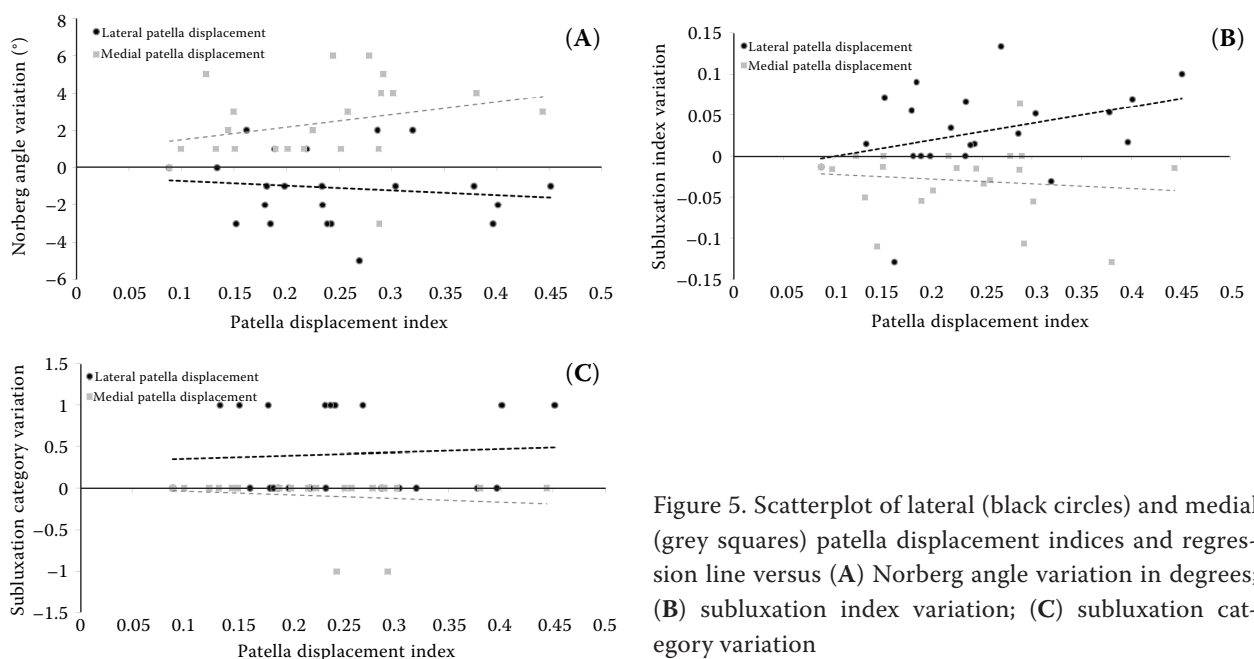 8
6
4
2
0
−2
−4
−6
Norberg angle variation (°)
Lateral patella displacement
Medial patella displacement
(A)
0 0.05 0.1 0.15 0.2 0.25 0.3 0.35 0.4 0.45 0.5
Patella displacement index
0.15
0.1
0.05
0
−0.05
−0.1
−0.15
Subluxation index variation
Lateral patella displacement
Medial patella displacement
(B)
0 0.05 0.15 0.15 0.2 0.25 0.3 0.35 0.4 0.45 0.5
Patella displacement index
1.5
1
0.5
0
−0.5
−1
−1.5
Subluxation category variation
Lateral patella displacement
Medial patella displacement
(C)
0 0.05 0.1 0.15 0.2 0.25 0.3 0.35 0.4 0.45 0.5
Patella displacement index
Figure 5. Scatterplot of lateral (black circles) and medial
(grey squares) patella displacement indices and regres-
sion line versus (A) Norberg angle variation in degrees;
(B) subluxation index variation; (C) subluxation cat-
egory variation